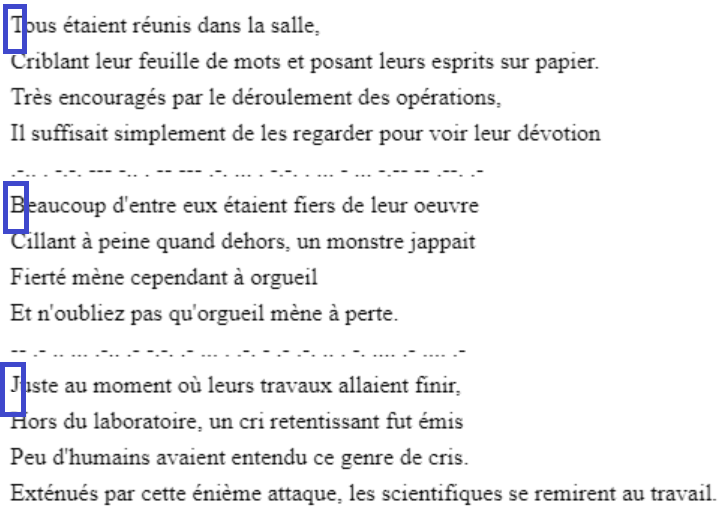 Tous étaient réunis dans la salle,
Criblant leur feuille de mots et posant leurs esprits sur papier.
Très encouragés par le déroulement des opérations,
Il suffisait simplement de les regarder pour voir leur dévotion
.-.. . -.-. --- -.. . -- --- .-. ... . -.-. . ... - ... -.-- -- .--. .-
Beaucoup d'entre eux étaient fiers de leur oeuvre
Cillant à peine quand dehors, un monstre jappait
Fierté mène cependant à orgueil
Et n'oubliez pas qu'orgueil mène à perte.
-- .- .. ... .-.. .- -.-. .- ... . .-. - .- .-. .. . -. .... .- .... .-
Juste au moment où leurs travaux allaient finir,
Hors du laboratoire, un cri retentissant fut émis
Peu d'humains avaient entendu ce genre de cris.
Exténués par cette énième attaque, les scientifiques se remirent au travail.